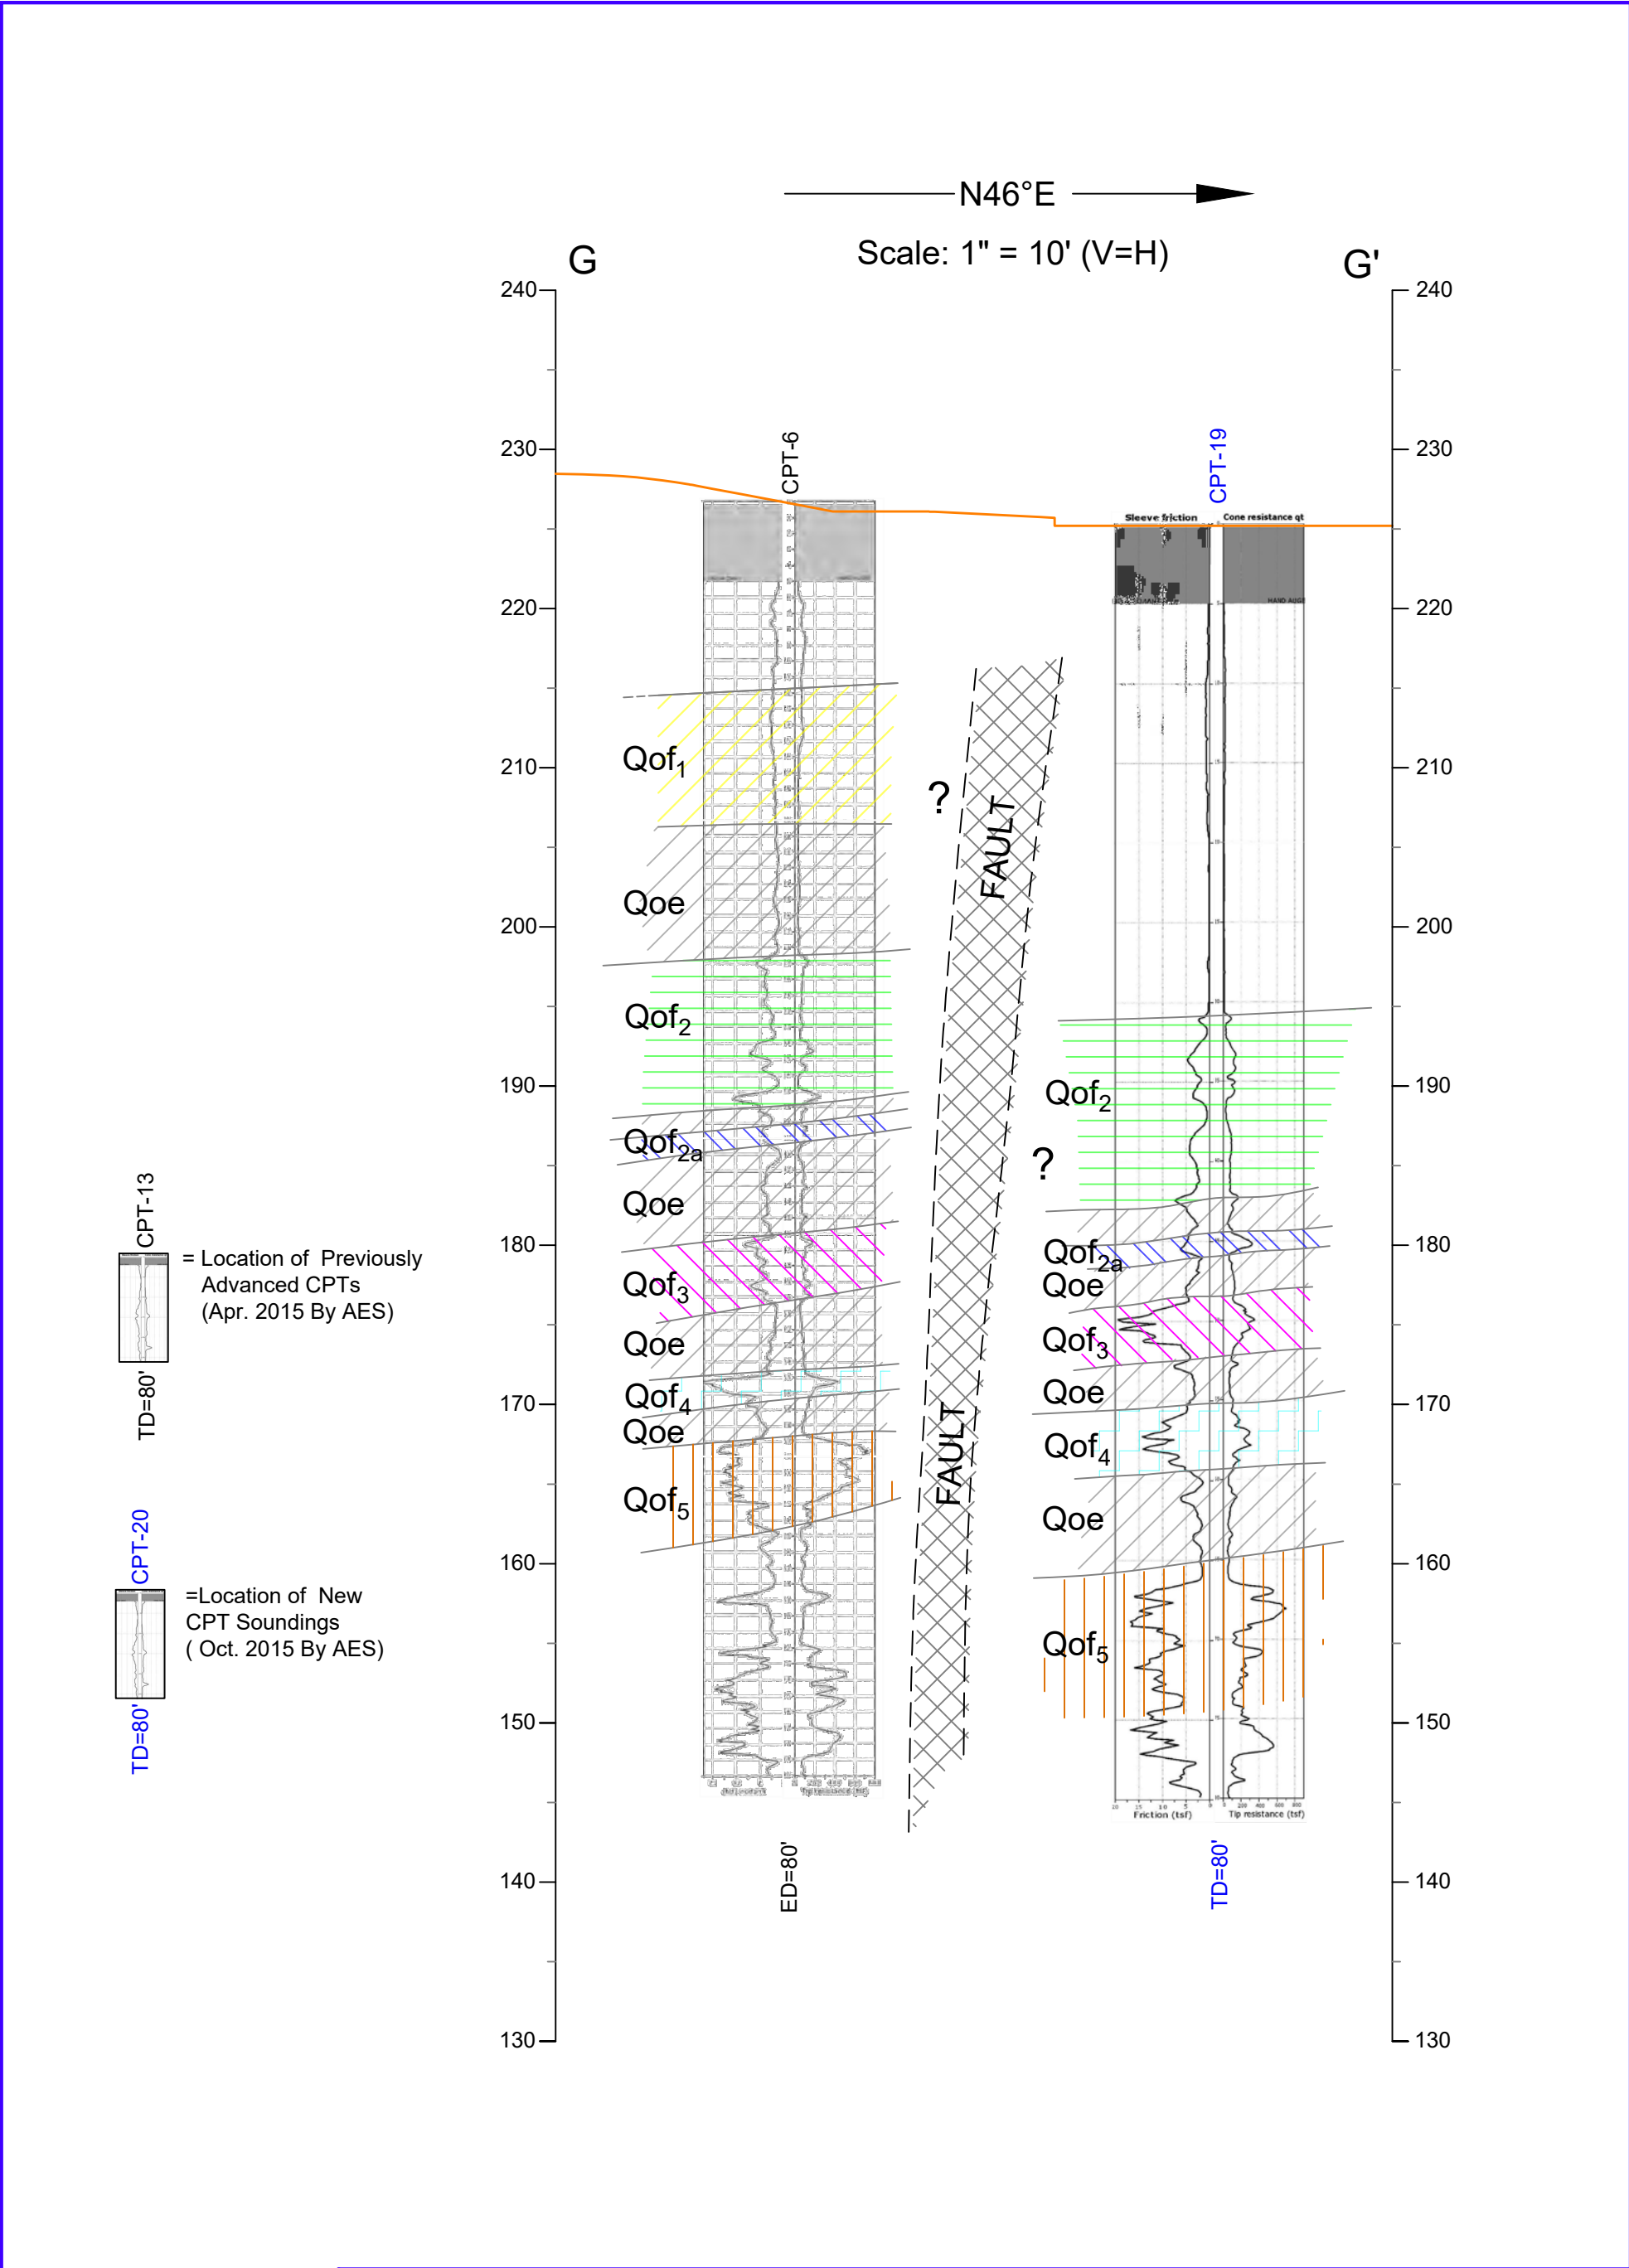 N46°E
Scale: 1" = 10' (V=H)
G
G'
240
240
230
230
220
220
210
210
200
200
190
190
180
180
170
170
160
160
150
150
140
140
130
130
CPT-6
CPT-19
Sleeve friction
Cone resistance qt
HAND AUGE
Qof1
Qoe
Qof2
Qof2a
Qoe
Qof3
Qoe
Qof4
Qoe
Qof5
?
FAULT
FAULT
?
Qof2
Qof2a
Qoe
Qof3
Qoe
Qof4
Qoe
Qof5
Friction (tsf)
Tip resistance (tsf)
ED=80'
TD=80'
CPT-13
= Location of Previously
Advanced CPTs
(Apr. 2015 By AES)
TD=80'
CPT-20
=Location of New
CPT Soundings
( Oct. 2015 By AES)
TD=80'